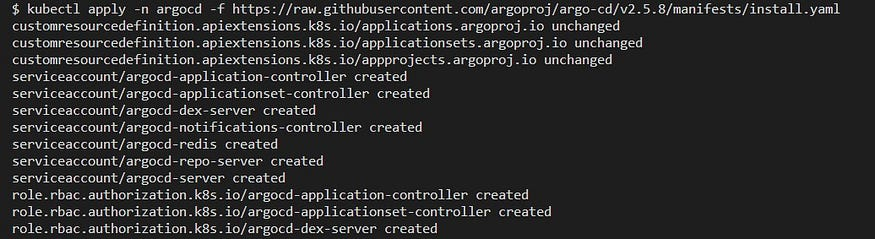 $ kubectl apply -n argocd -f https://raw.githubusercontent.com/argoproj/argo-cd/v2.5.8/manifests/install.yaml
customresourcedefinition.apiextensions.k8s.io/applications.argoproj.io unchanged
customresourcedefinition.apiextensions.k8s.io/applicationsets.argoproj.io unchanged
customresourcedefinition.apiextensions.k8s.io/appprojects.argoproj.io unchanged
serviceaccount/argocd-application-controller created
serviceaccount/argocd-applicationset-controller created
serviceaccount/argocd-dex-server created
serviceaccount/argocd-notifications-controller created
serviceaccount/argocd-redis created
serviceaccount/argocd-repo-server created
serviceaccount/argocd-server created
role.rbac.authorization.k8s.io/argocd-application-controller created
role.rbac.authorization.k8s.io/argocd-applicationset-controller created
role.rbac.authorization.k8s.io/argocd-dex-server created